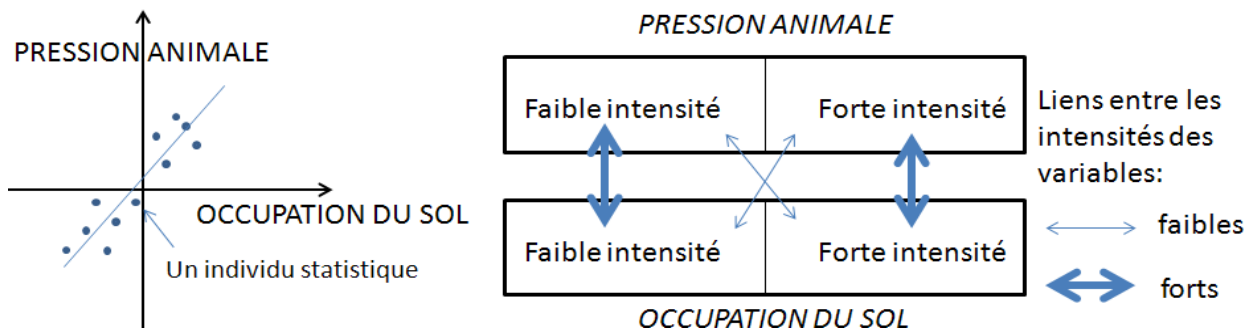 PRESSION ANIMALE
OCCUPATION DU SOL
Un individu statistique
PRESSION ANIMALE
Faible intensité
Forte intensité
Faible intensité
Forte intensité
OCCUPATION DU SOL
Liens entre les
intensités des
variables:
faibles
forts